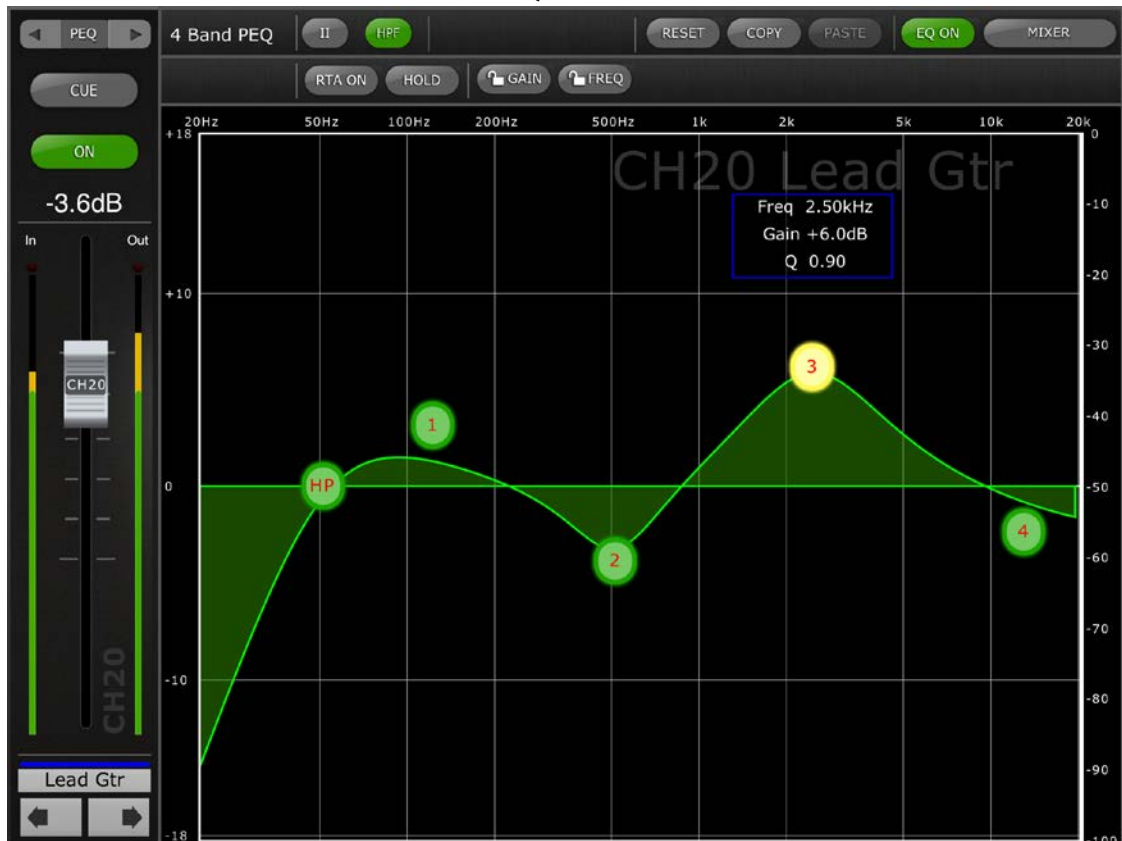 PEQ
4 Band PEQ II HPF RESET COPY PASTE EQ ON MIXER
CUE
RTA ON HOLD GAIN FREQ
20Hz 50Hz 100Hz 200Hz 500Hz 1k 2k 5k 10k 20k
+18 0
ON
CH20 Lead Gtr
-3.6dB
Freq 2.50kHz
-10
Gain +6.0dB
In Out
Q 0.90
-20
+10
-30
3
CH20
-40
1
HP
0 -50
4
2
-60
-70
CH20
-10
-80
-90
Lead Gtr
-18 -100